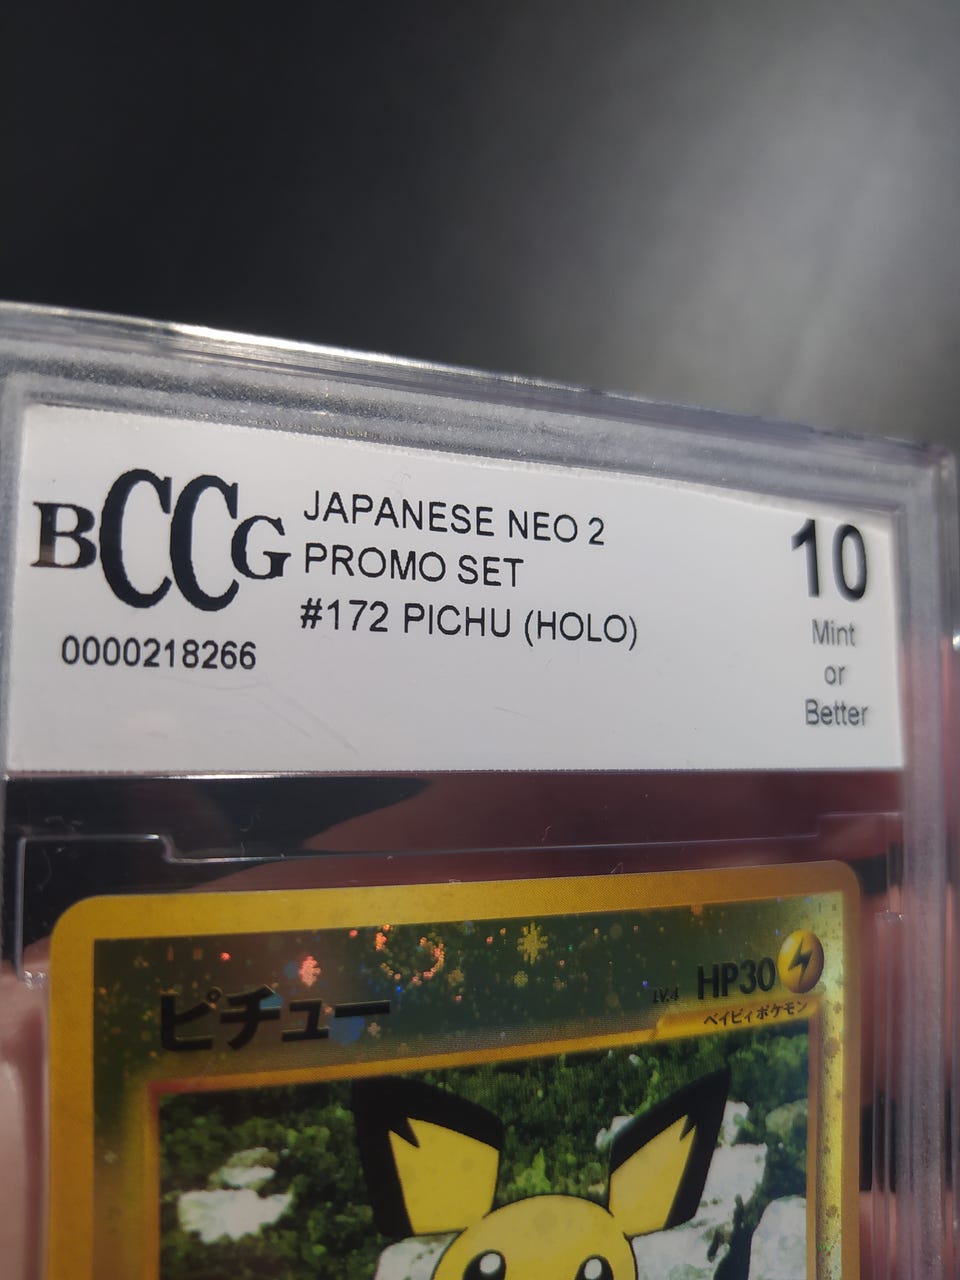 BCCG
JAPANESE NEO 2
PROMO SET
#172 PICHU (HOLO)
0000218266
10
Mint
or
Better
ピチュー
LV.4 HP30
ベイビィポケモン